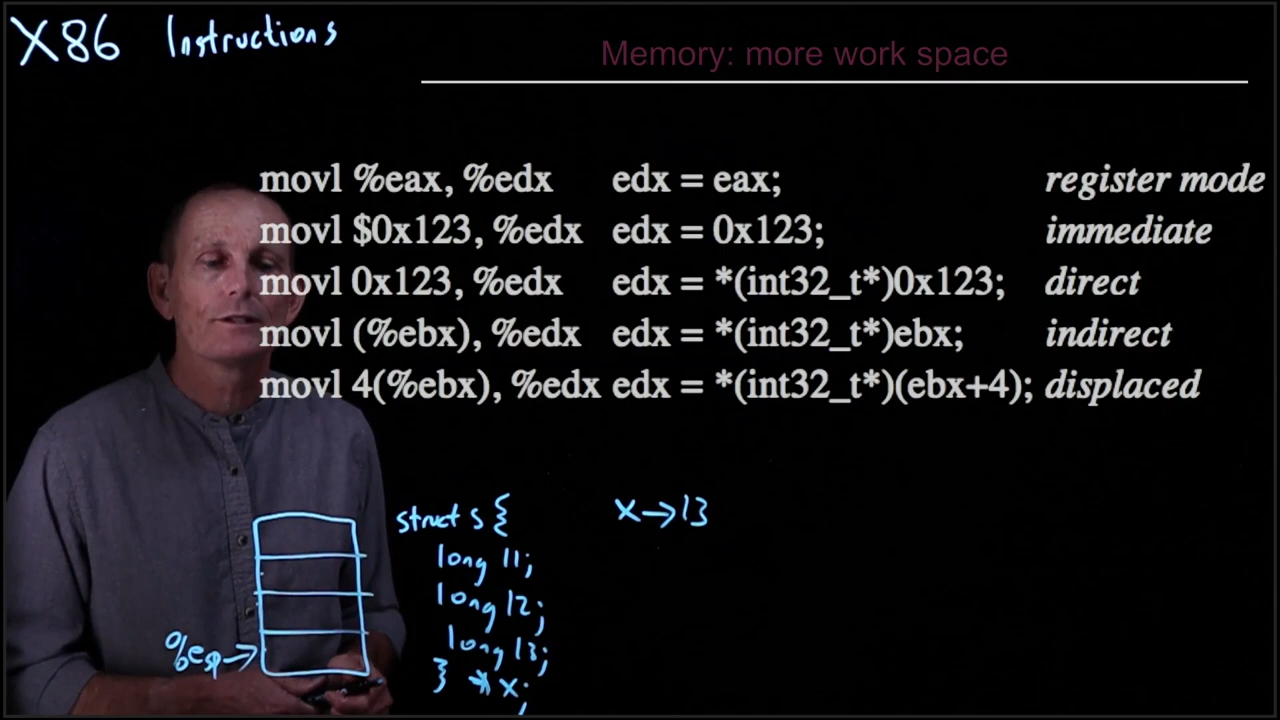 X86 Instructions
Memory: more work space
movl %eax, %edx edx = eax; register mode
movl $0x123, %edx edx = 0x123; immediate
movl 0x123, %edx edx = *(int32_t*)0x123; direct
movl (%ebx), %edx edx = *(int32_t*)ebx; indirect
movl 4(%ebx), %edx edx = *(int32_t*)(ebx+4); displaced
struct s { x->l3
long l1;
long l2;
long l3;
} *x;
%esp->